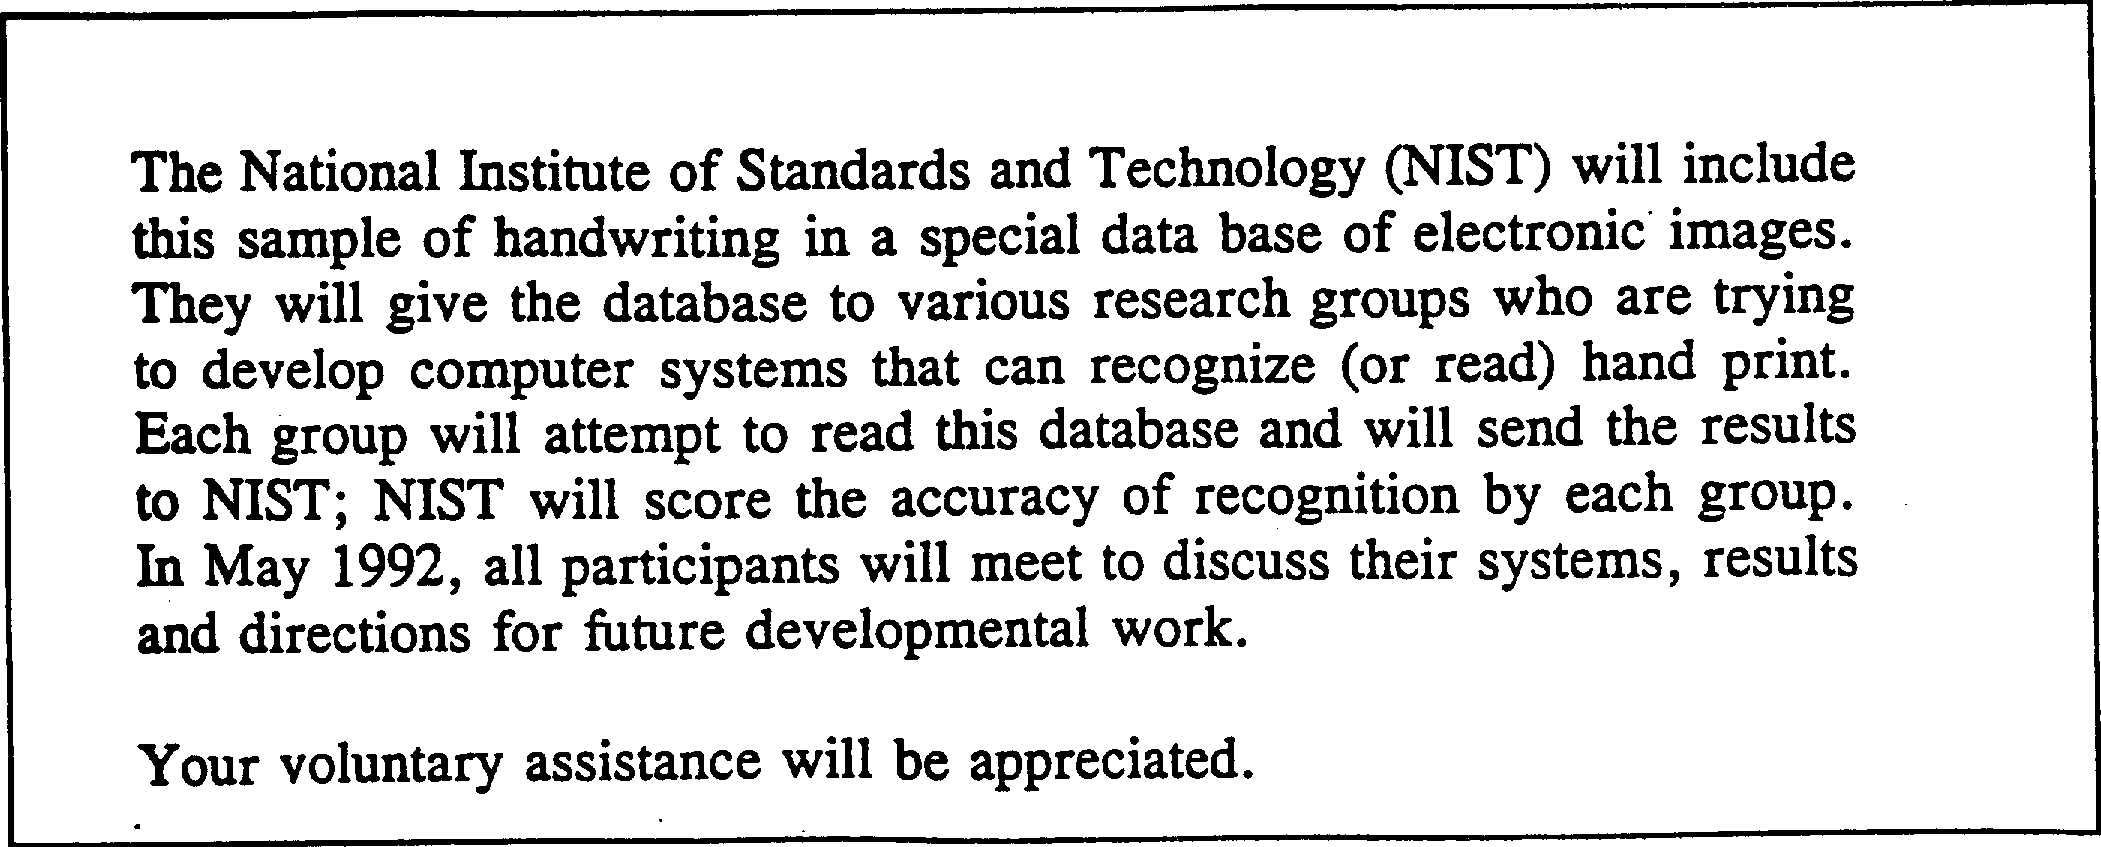 The National Institute of Standards and Technology (NIST) will include
this sample of handwriting in a special data base of electronic images.
They will give the database to various research groups who are trying
to develop computer systems that can recognize (or read) hand print.
Each group will attempt to read this database and will send the results
to NIST; NIST will score the accuracy of recognition by each group.
In May 1992, all participants will meet to discuss their systems, results
and directions for future developmental work.
Your voluntary assistance will be appreciated.